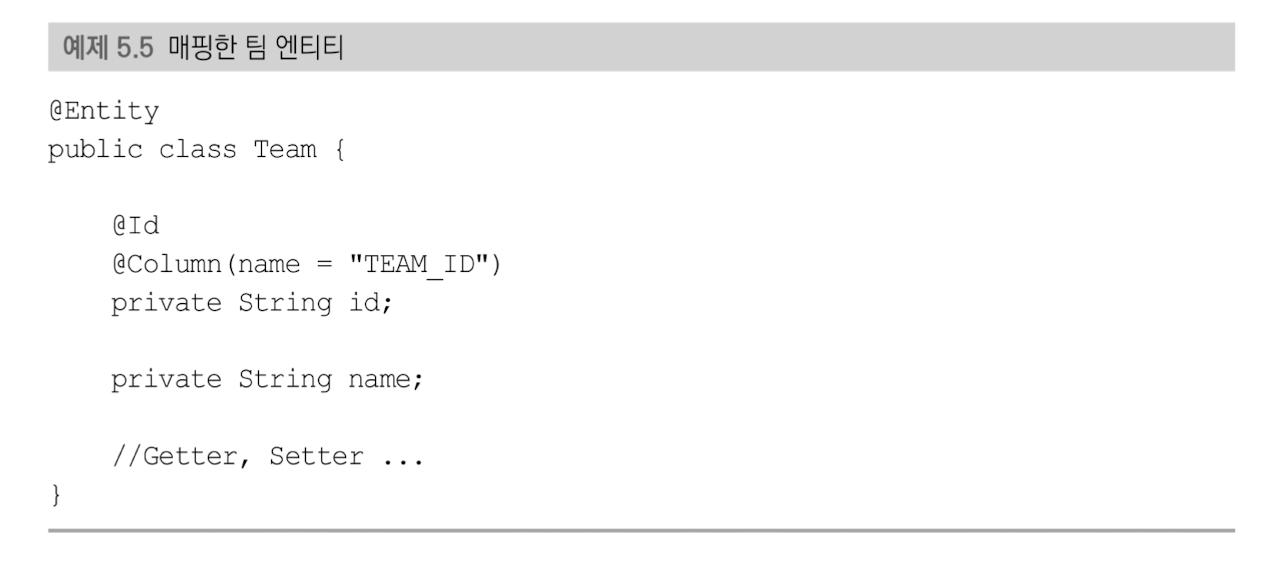 예제 5.5 매핑한 팀 엔티티
@Entity
public class Team {
@Id
@Column(name = "TEAM_ID")
private String id;
private String name;
//Getter, Setter ...
}